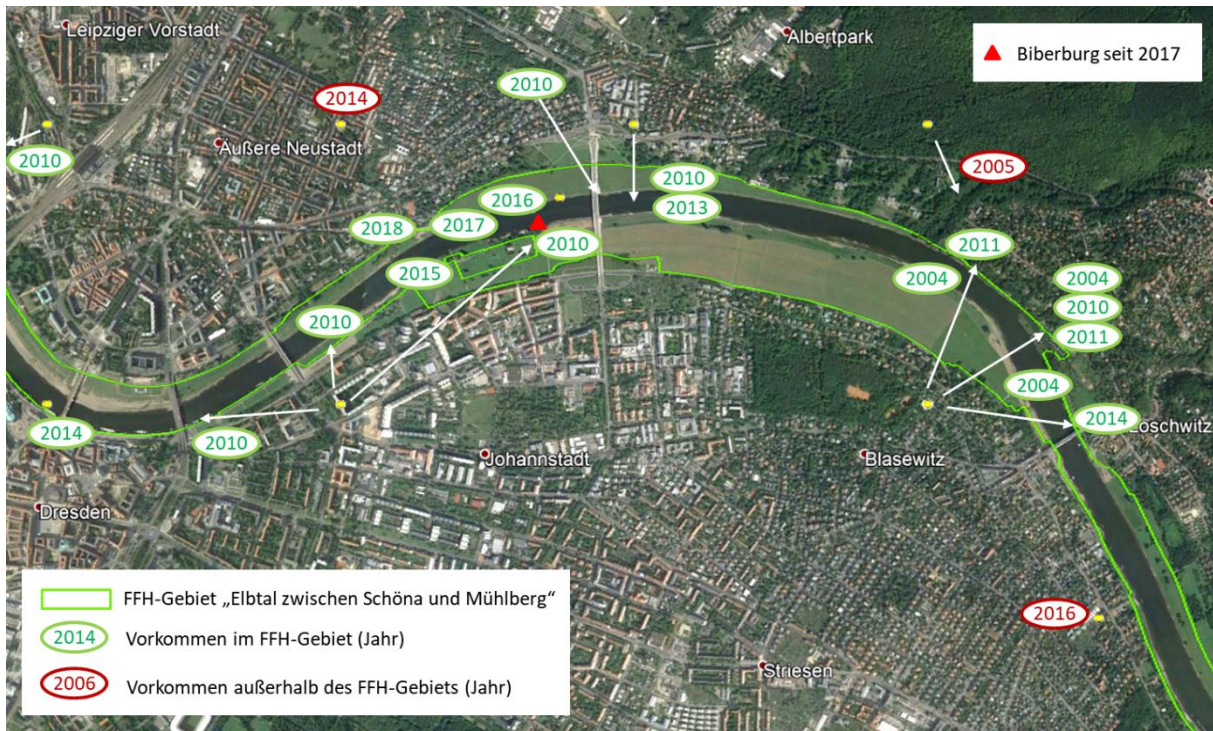 Leipziger Vorstadt
Albertpark
Biberburg seit 2017
2010
2014
2010
Äußere Neustadt
2005
2010
2016
2013
2018
2017
2010
2011
2015
2004
2004
2010
2010
2011
2004
2014
2014
2010
Loschwitz
Johannstadt
Blasewitz
Dresden
FFH-Gebiet „Elbtal zwischen Schöna und Mühlberg“
2014
Vorkommen im FFH-Gebiet (Jahr)
2016
2006
Vorkommen außerhalb des FFH-Gebiets (Jahr)
Striesen